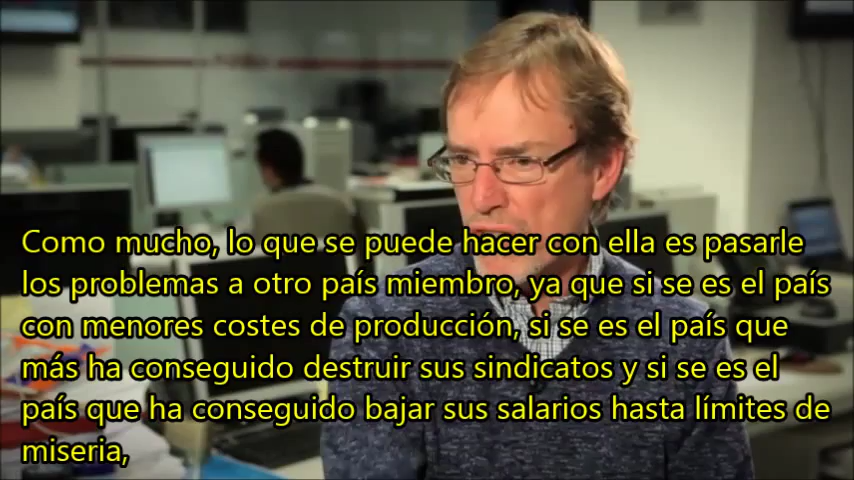 Como mucho, lo que se puede hacer con ella es pasarle
los problemas a otro país miembro, ya que si se es el país
con menores costes de producción, si se es el país que
más ha conseguido destruir sus sindicatos y si se es el
país que ha conseguido bajar sus salarios hasta límites de
miseria,